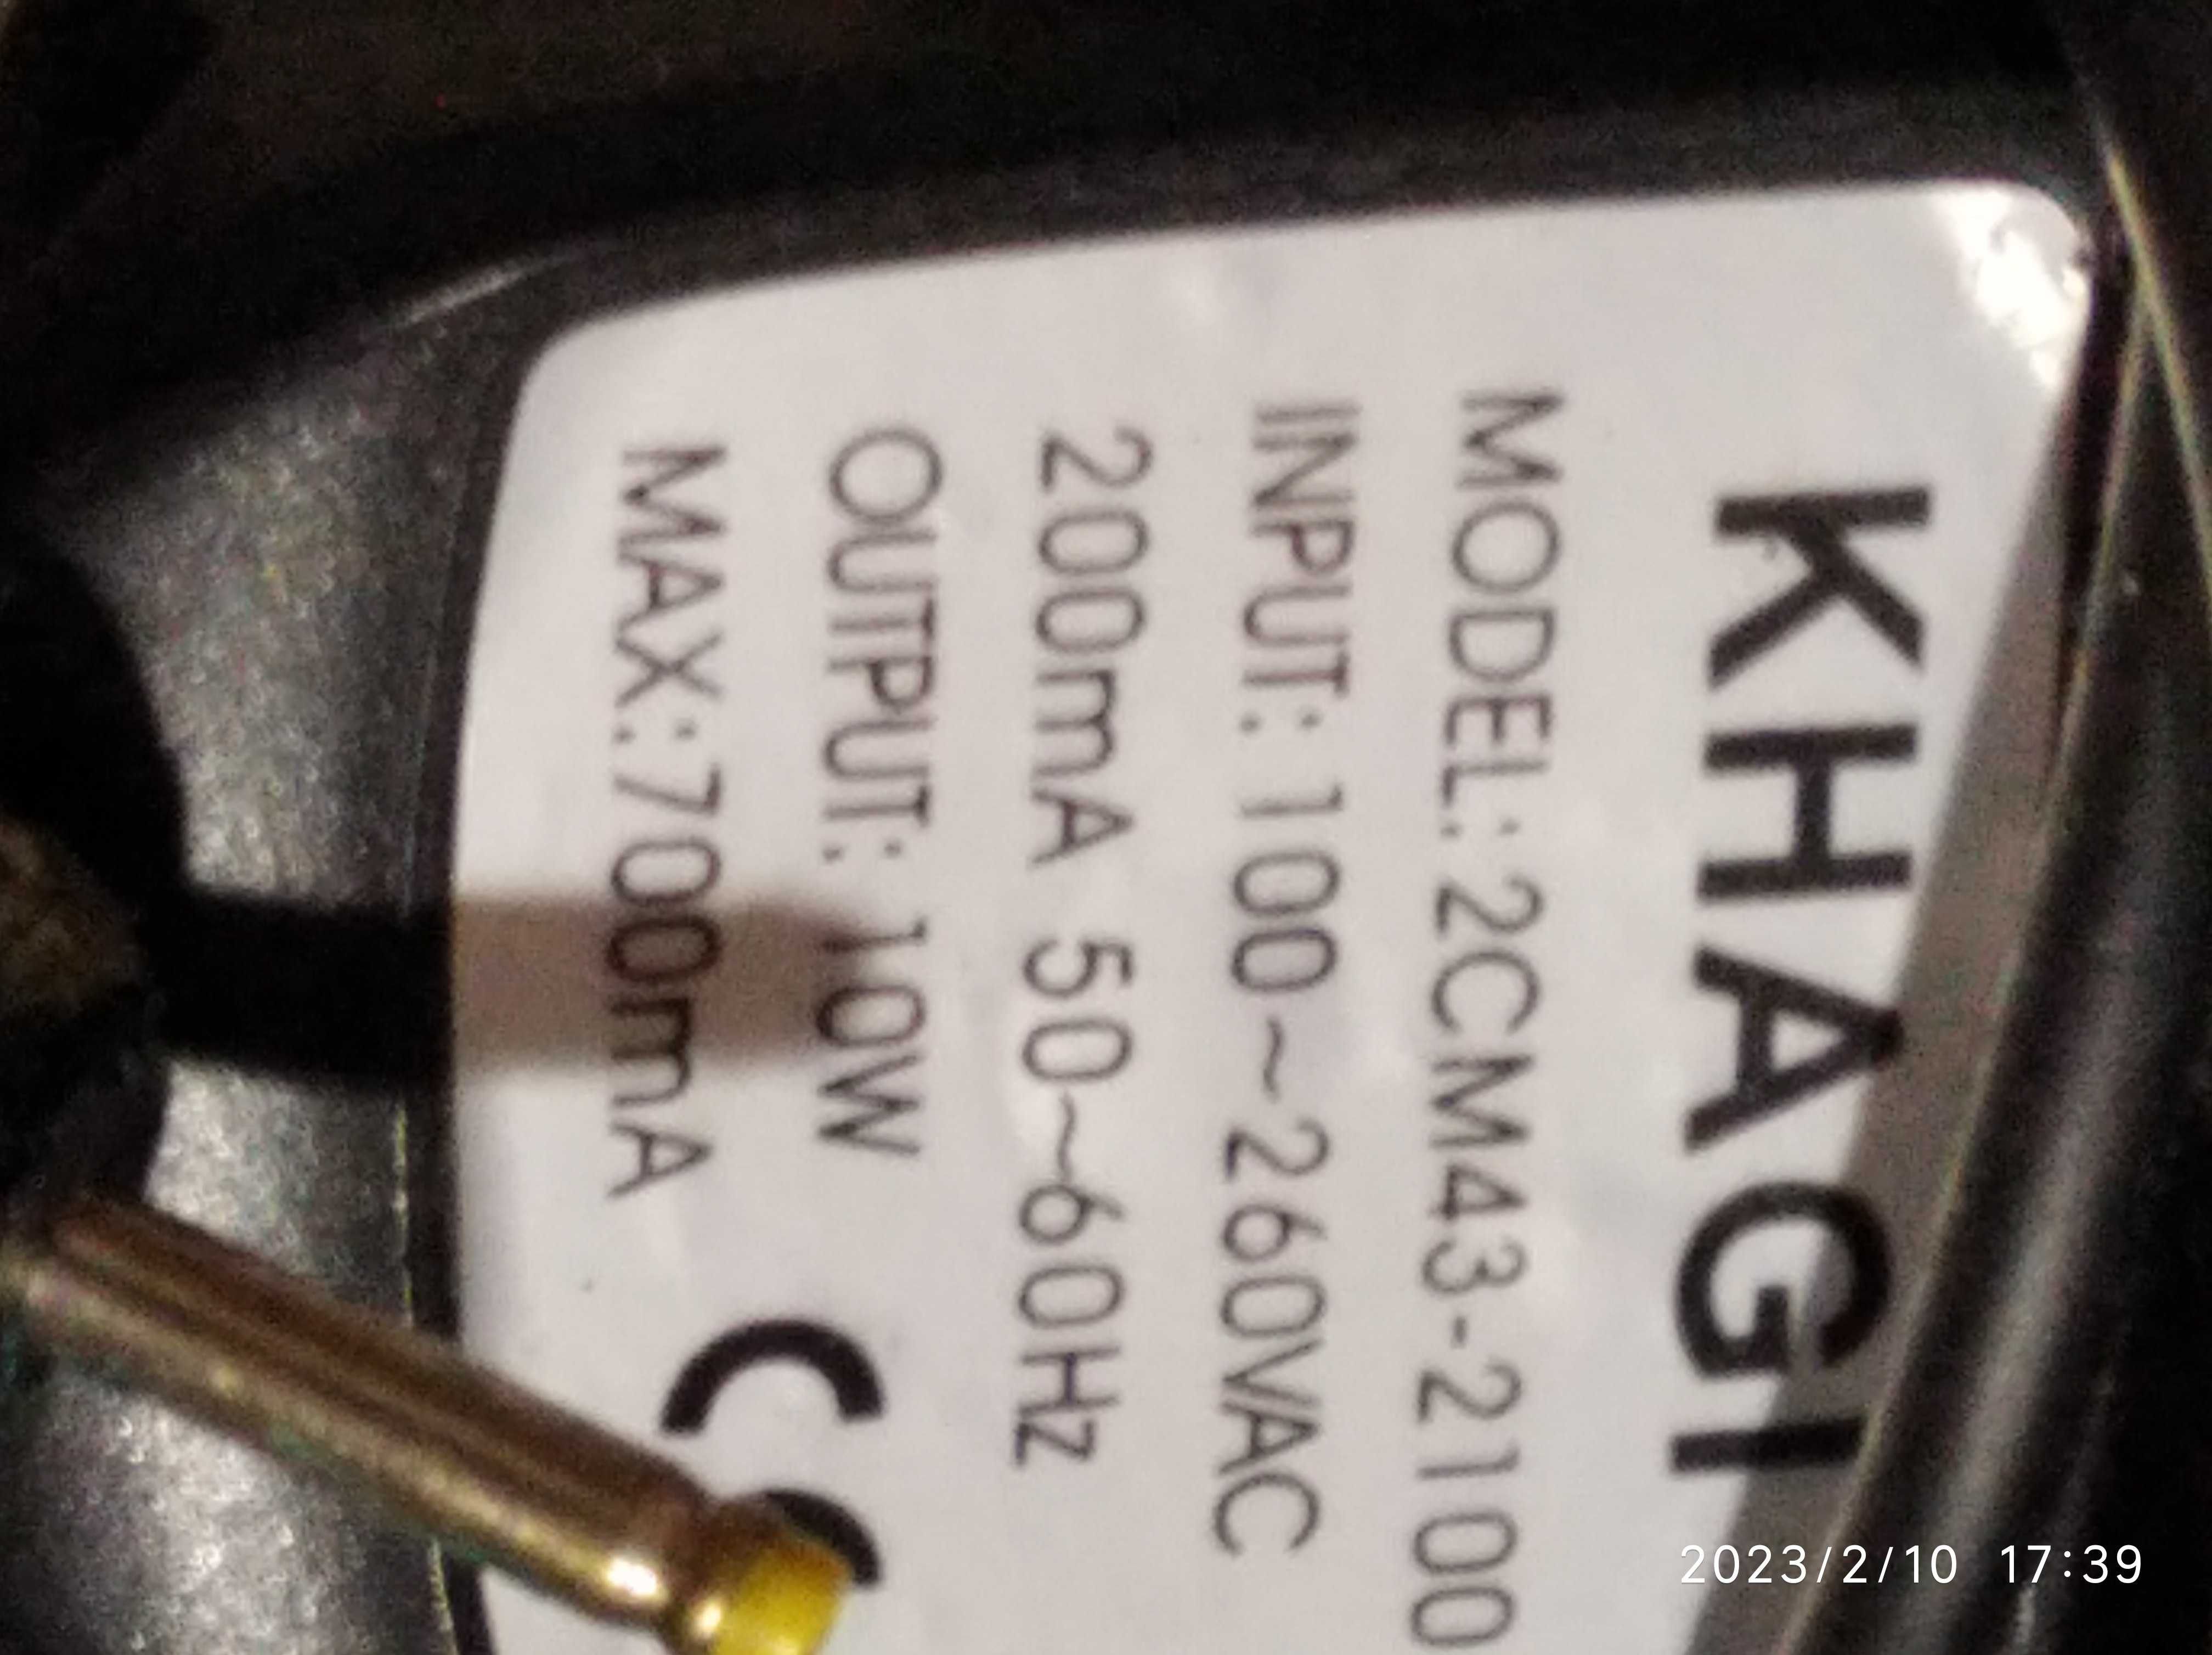 KHAGI
MODEL: 2CM43-2100
INPUT: 100~260VAC
200mA 50~60Hz
OUTPUT: 10W
MAX:700mA
2023/2/10 17:39